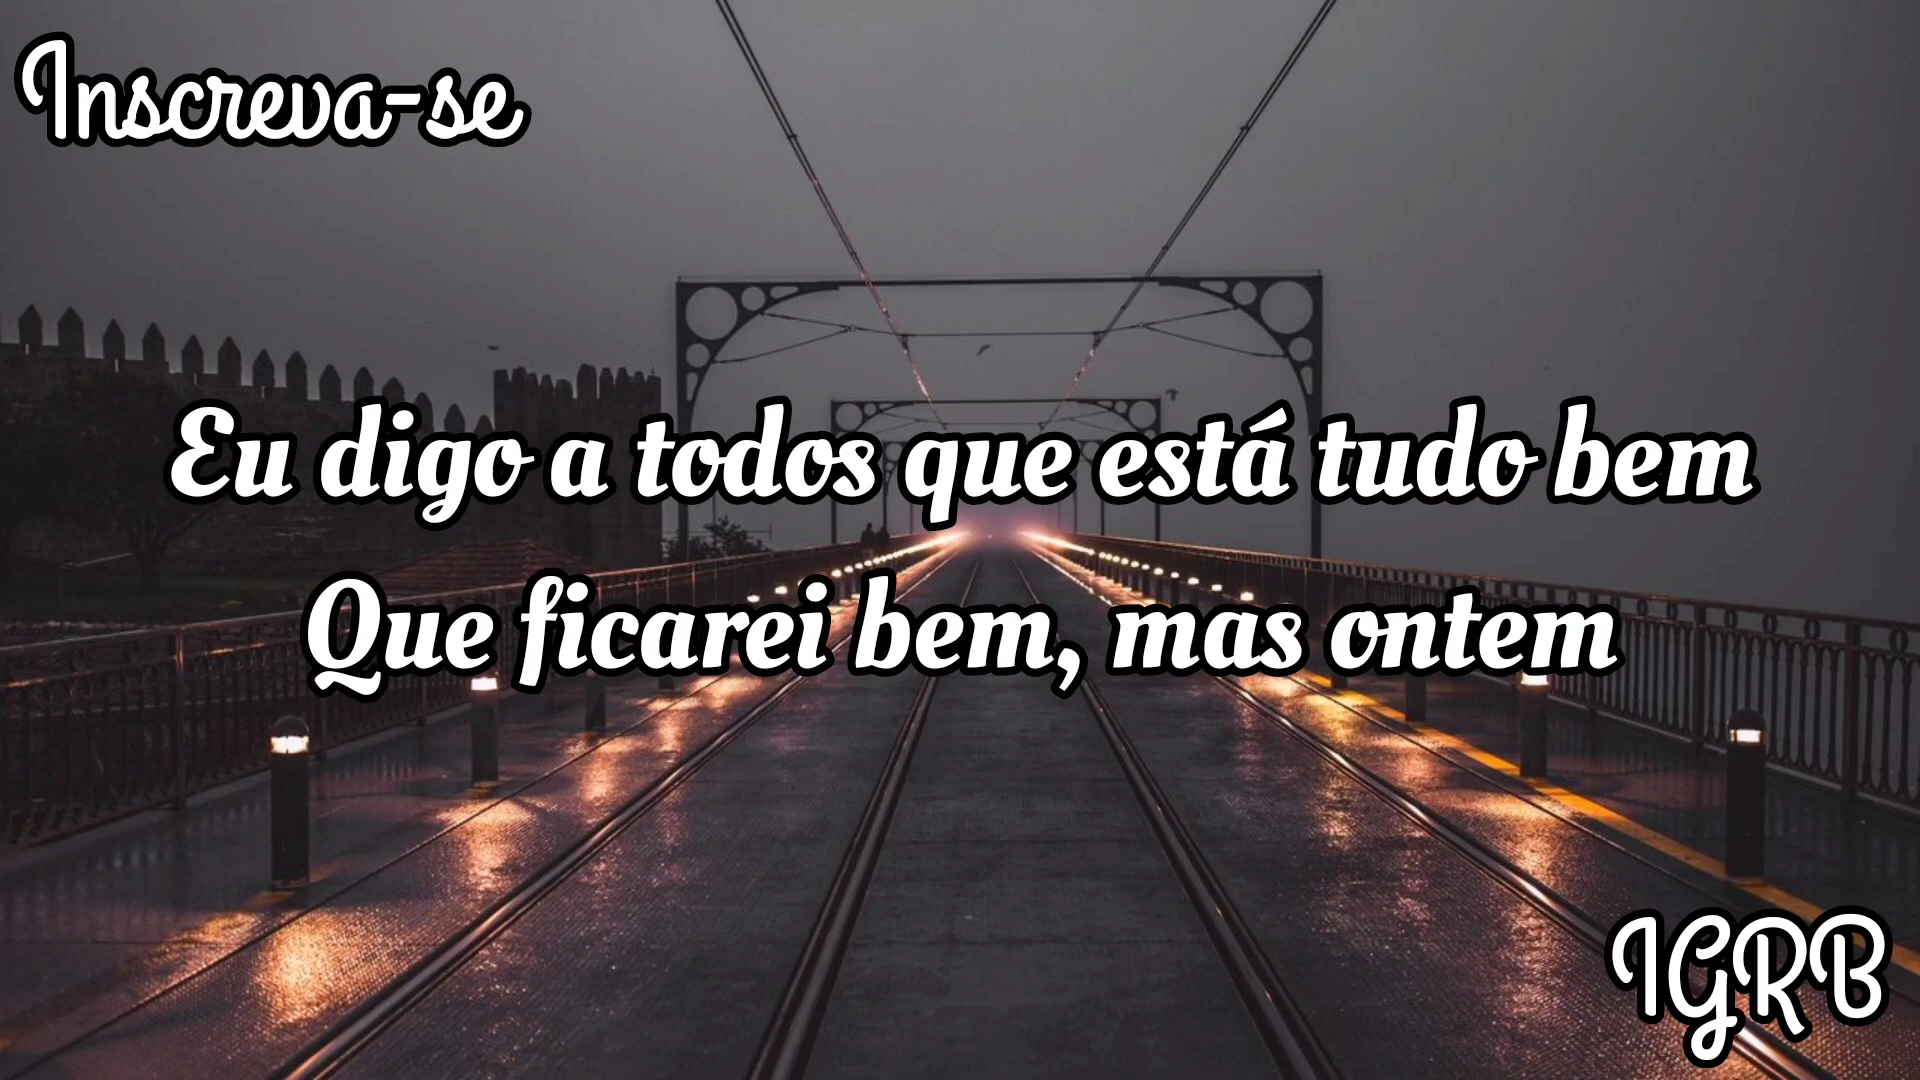 Inscreva-se
Eu digo a todos que está tudo bem
Que ficarei bem, mas ontem
IGRB